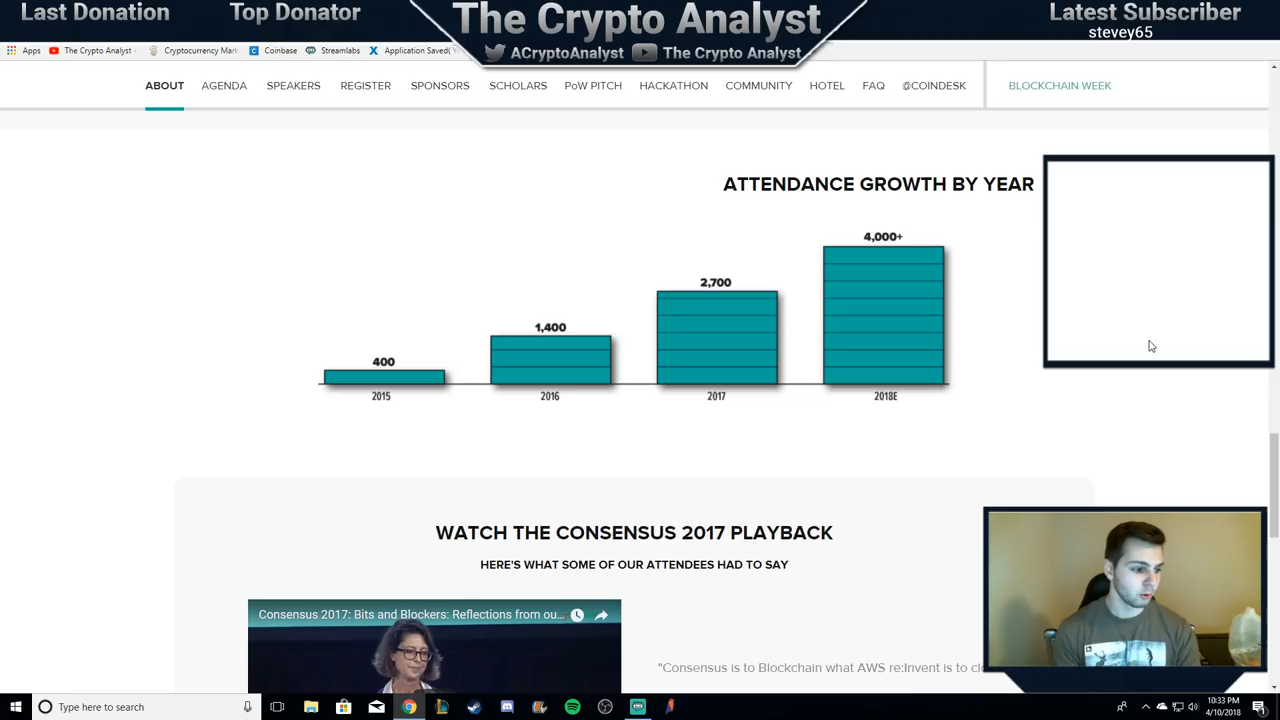 Last Donation
Top Donator
The Crypto Analyst
ACryptoAnalyst
The Crypto Analyst
Latest Subscriber
stevey65
Apps
The Crypto Analyst -
Cryptocurrency Mark
Coinbase
Streamlabs
Application Saved(
ABOUT
AGENDA
SPEAKERS
REGISTER
SPONSORS
SCHOLARS
PoW PITCH
HACKATHON
COMMUNITY
HOTEL
FAQ
@COINDESK
BLOCKCHAIN WEEK
ATTENDANCE GROWTH BY YEAR
400
1,400
2,700
4,000+
2015
2016
2017
2018E
WATCH THE CONSENSUS 2017 PLAYBACK
HERE'S WHAT SOME OF OUR ATTENDEES HAD TO SAY
Consensus 2017: Bits and Blockers: Reflections from ou...
"Consensus is to Blockchain what AWS re:Invent is to
Type here to search
10:33 PM
4/10/2018